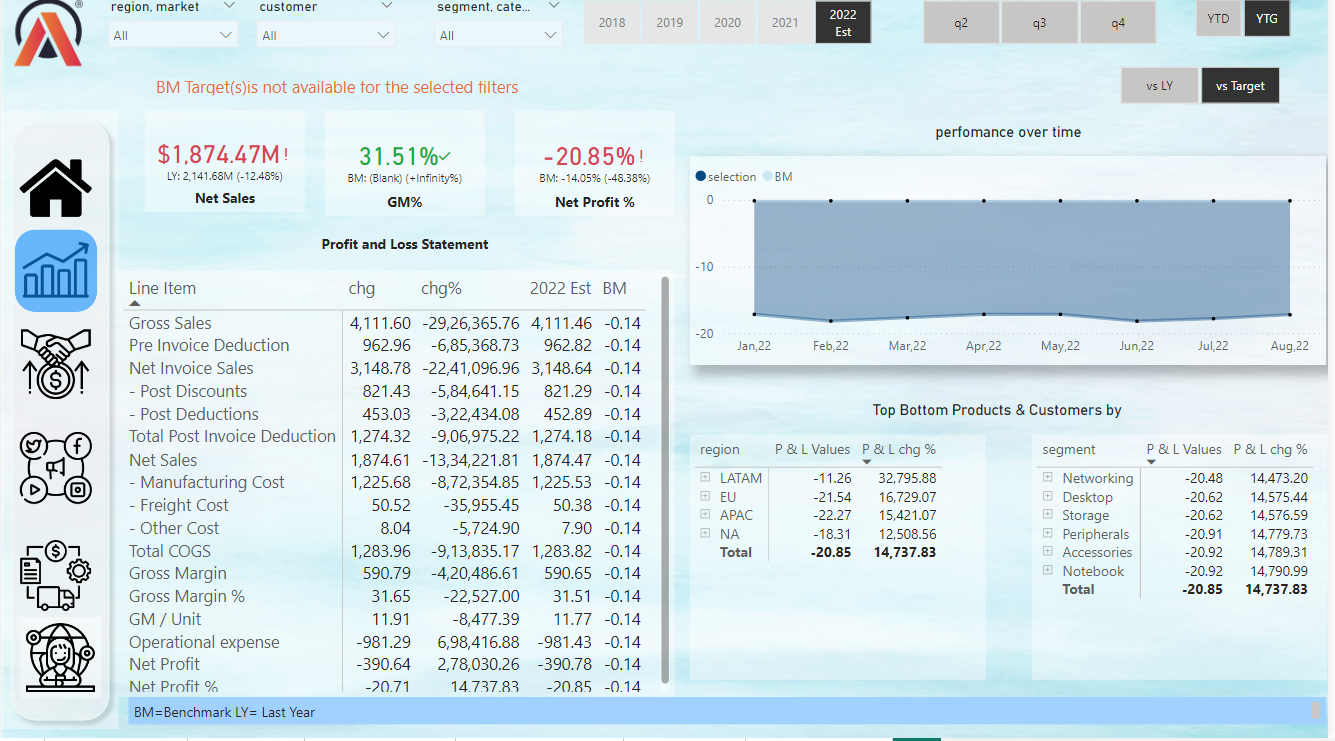 region, market customer segment, cate...
All All All
2018 2019 2020 2021 2022 Est
q2 q3 q4
YTD YTG
BM Target(s)is not available for the selected filters
vs LY vs Target
$1,874.47M!
LY: 2,141.68M (-12.48%)
Net Sales
31.51%
BM: (Blank) (+Infinity%)
GM%
-20.85%!
BM: -14.05% (-48.38%)
Net Profit %
perfomance over time
selection BM
0
-10
-20
Jan,22 Feb,22 Mar,22 Apr,22 May,22 Jun,22 Jul,22 Aug,22
Profit and Loss Statement
Line Item chg chg% 2022 Est BM
Gross Sales 4,111.60 -29,26,365.76 4,111.46 -0.14
Pre Invoice Deduction 962.96 -6,85,368.73 962.82 -0.14
Net Invoice Sales 3,148.78 -22,41,096.96 3,148.64 -0.14
- Post Discounts 821.43 -5,84,641.15 821.29 -0.14
- Post Deductions 453.03 -3,22,434.08 452.89 -0.14
Total Post Invoice Deduction 1,274.32 -9,06,975.22 1,274.18 -0.14
Net Sales 1,874.61 -13,34,221.81 1,874.47 -0.14
- Manufacturing Cost 1,225.68 -8,72,354.85 1,225.53 -0.14
- Freight Cost 50.52 -35,955.45 50.38 -0.14
- Other Cost 8.04 -5,724.90 7.90 -0.14
Total COGS 1,283.96 -9,13,835.17 1,283.82 -0.14
Gross Margin 590.79 -4,20,486.61 590.65 -0.14
Gross Margin % 31.65 -22,527.00 31.51 -0.14
GM / Unit 11.91 -8,477.39 11.77 -0.14
Operational expense -981.29 6,98,416.88 -981.43 -0.14
Net Profit -390.64 2,78,030.26 -390.78 -0.14
Net Profit % -20.71 14,737.83 -20.85 -0.14
Top Bottom Products & Customers by
region P & L Values P & L chg %
LATAM -11.26 32,795.88
EU -21.54 16,729.07
APAC -22.27 15,421.07
NA -18.31 12,508.56
Total -20.85 14,737.83
segment P & L Values P & L chg %
Networking -20.48 14,473.20
Desktop -20.62 14,575.44
Storage -20.62 14,576.59
Peripherals -20.91 14,779.73
Accessories -20.92 14,789.31
Notebook -20.92 14,790.99
Total -20.85 14,737.83
BM=Benchmark LY= Last Year